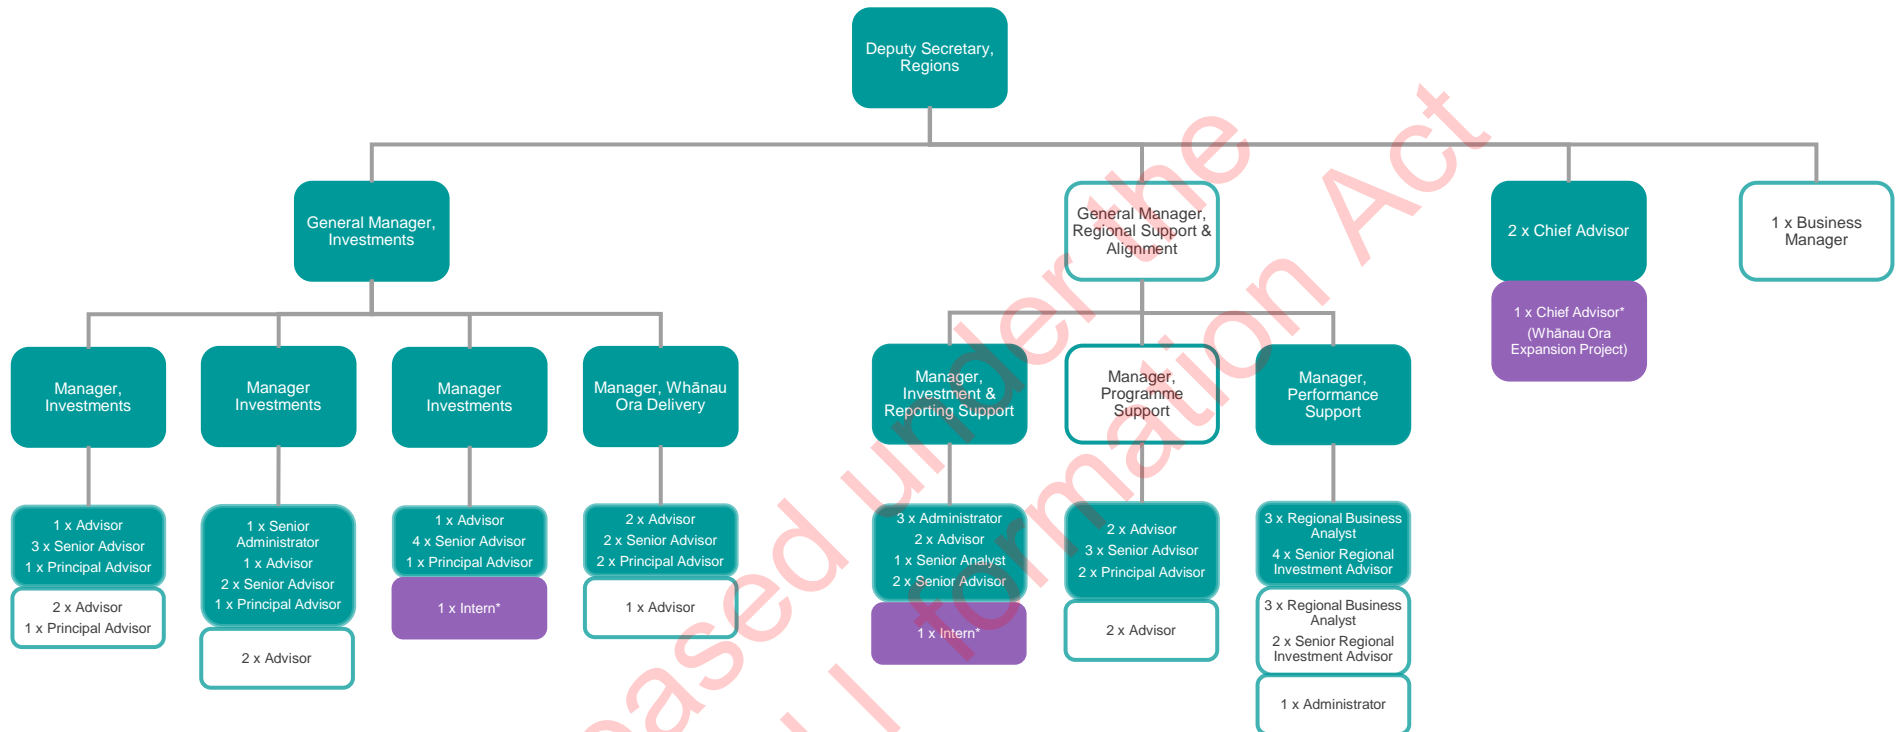 Deputy Secretary,
Regions
General Manager,
Investments
General Manager,
Regional Support &
Alignment
2 x Chief Advisor
1 x Business
Manager
1 x Chief Advisor*
(Whānau Ora
Expansion Project)
Manager,
Investments
Manager
Investments
Manager
Investments
Manager, Whānau
Ora Delivery
Manager,
Investment &
Reporting Support
Manager,
Programme
Support
Manager,
Performance
Support
1 x Advisor
3 x Senior Advisor
1 x Principal Advisor
2 x Advisor
1 x Principal Advisor
1 x Senior
Administrator
1 x Advisor
2 x Senior Advisor
1 x Principal Advisor
2 x Advisor
1 x Advisor
4 x Senior Advisor
1 x Principal Advisor
1 x Intern*
2 x Advisor
2 x Senior Advisor
2 x Principal Advisor
1 x Advisor
3 x Administrator
2 x Advisor
1 x Senior Analyst
2 x Senior Advisor
1 x Intern*
2 x Advisor
3 x Senior Advisor
2 x Principal Advisor
2 x Advisor
3 x Regional Business
Analyst
4 x Senior Regional
Investment Advisor
3 x Regional Business
Analyst
2 x Senior Regional
Investment Advisor
1 x Administrator
ased under the
l I formation Act